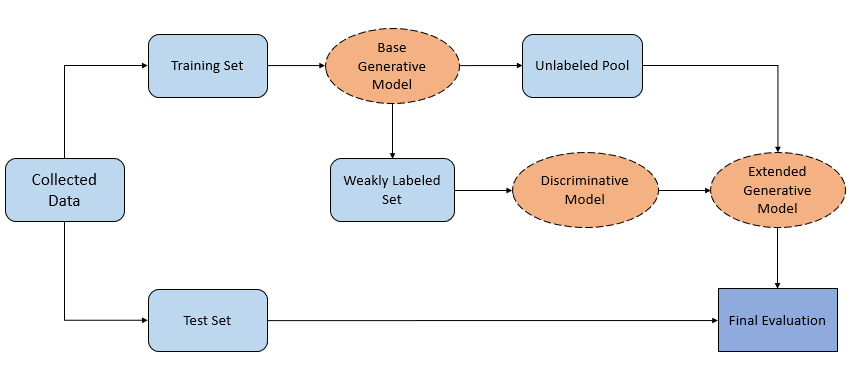 Training Set
Base
Generative
Model
Unlabeled Pool
Collected
Data
Weakly Labeled
Set
Discriminative
Model
Extended
Generative
Model
Test Set
Final Evaluation